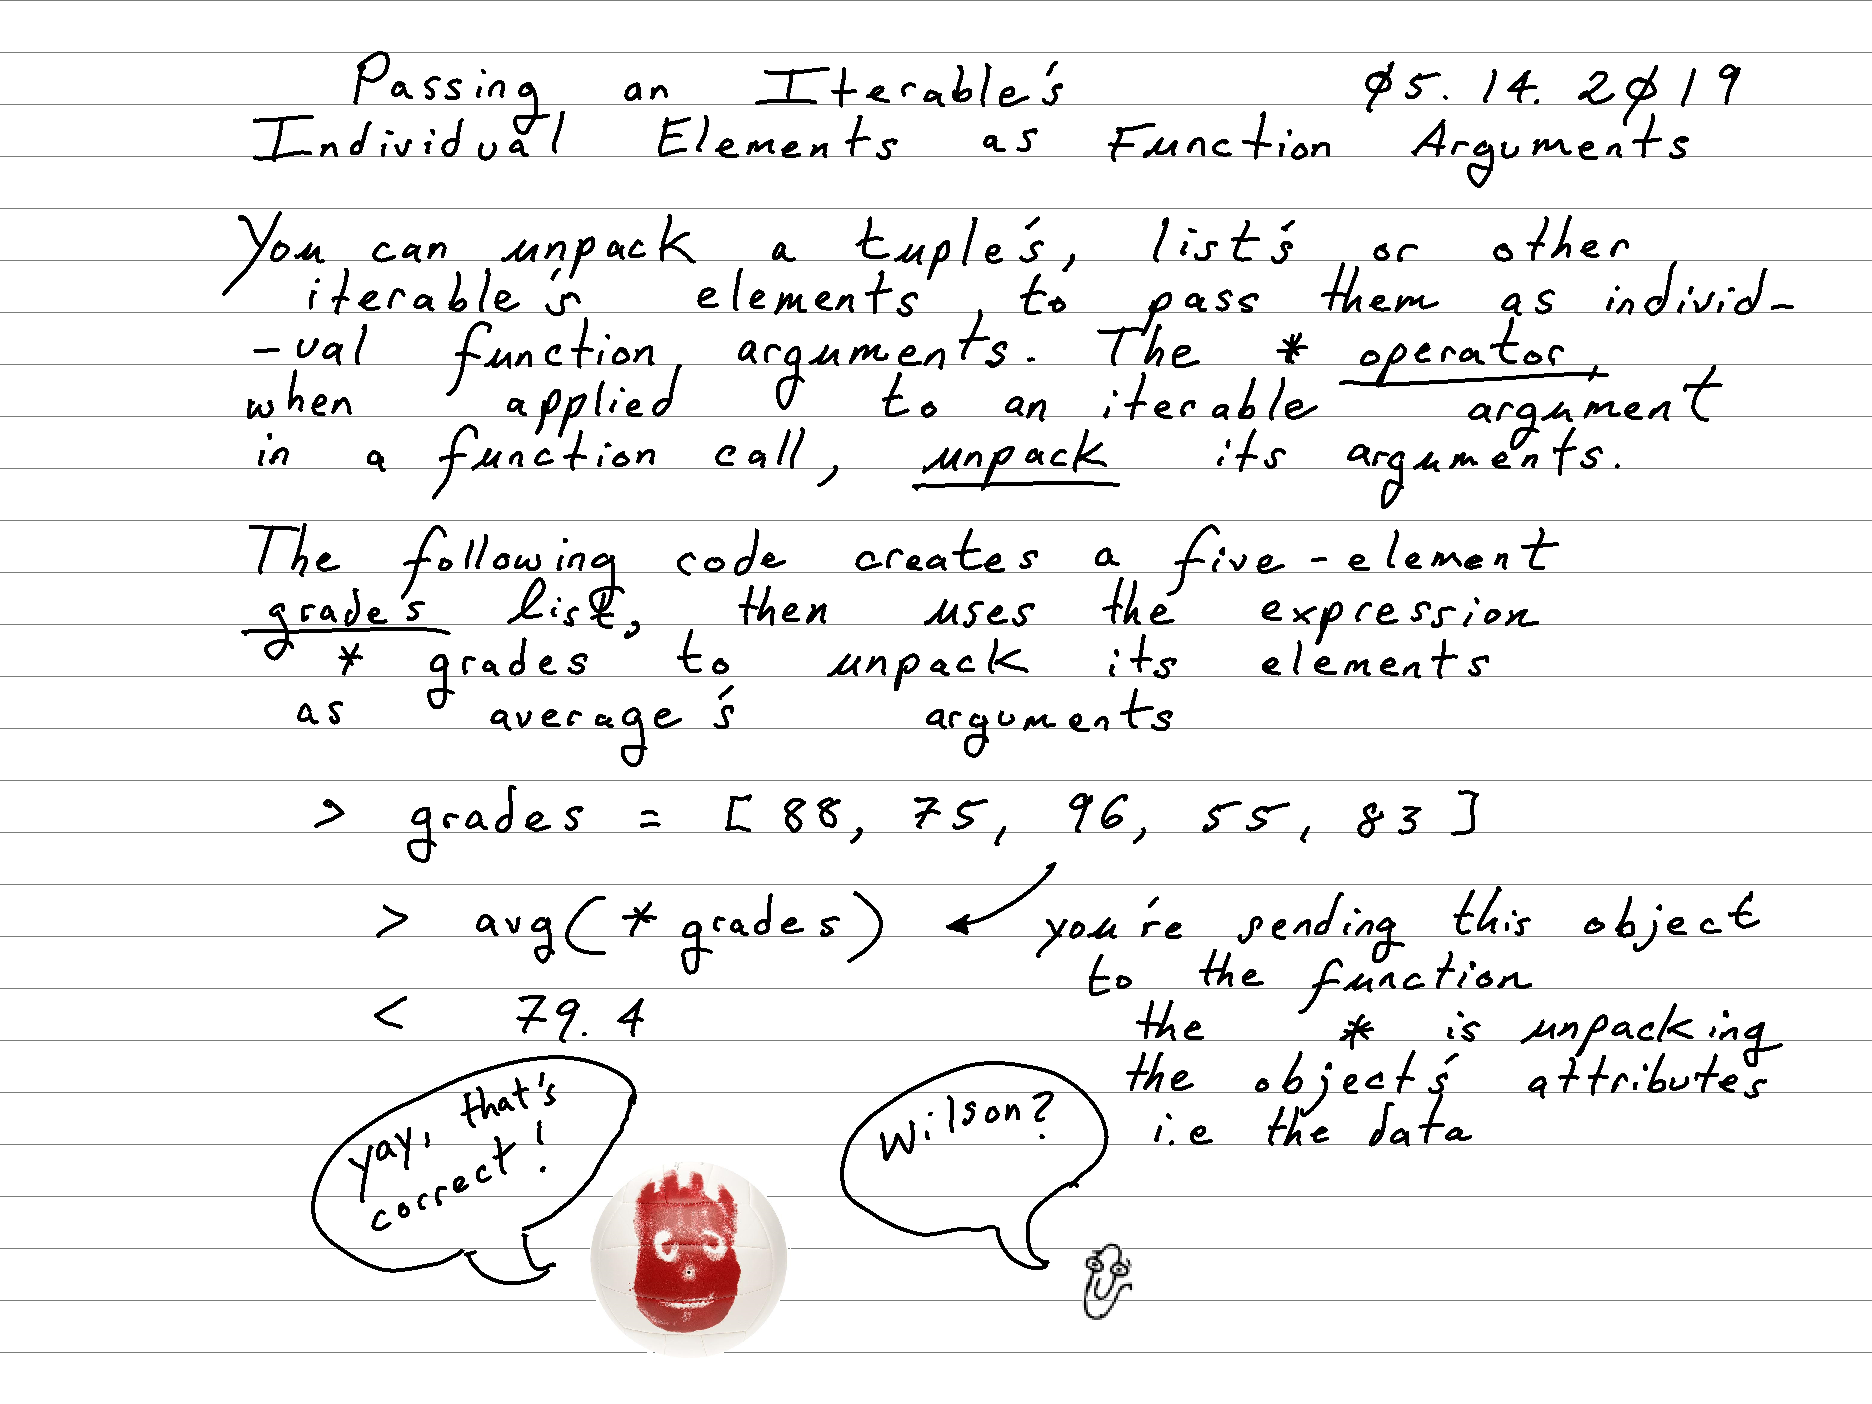 Passing an Iterable's 05.14.2019
Individual Elements as Function Arguments
You can unpack a tuple's, list's or other
iterable's elements to pass them as individ-
-ual function arguments. The * operator,
when applied to an iterable argument
in a function call, unpack its arguments.
The following code creates a five-element
grades list, then uses the expression
* grades to unpack its elements
as average's arguments
> grades = [88, 75, 96, 55, 83]
> avg(* grades) you're sending this object
to the function
< 79.4
the * is unpacking
the object's attributes
i.e the data
yay, that's
correct!
Wilson?